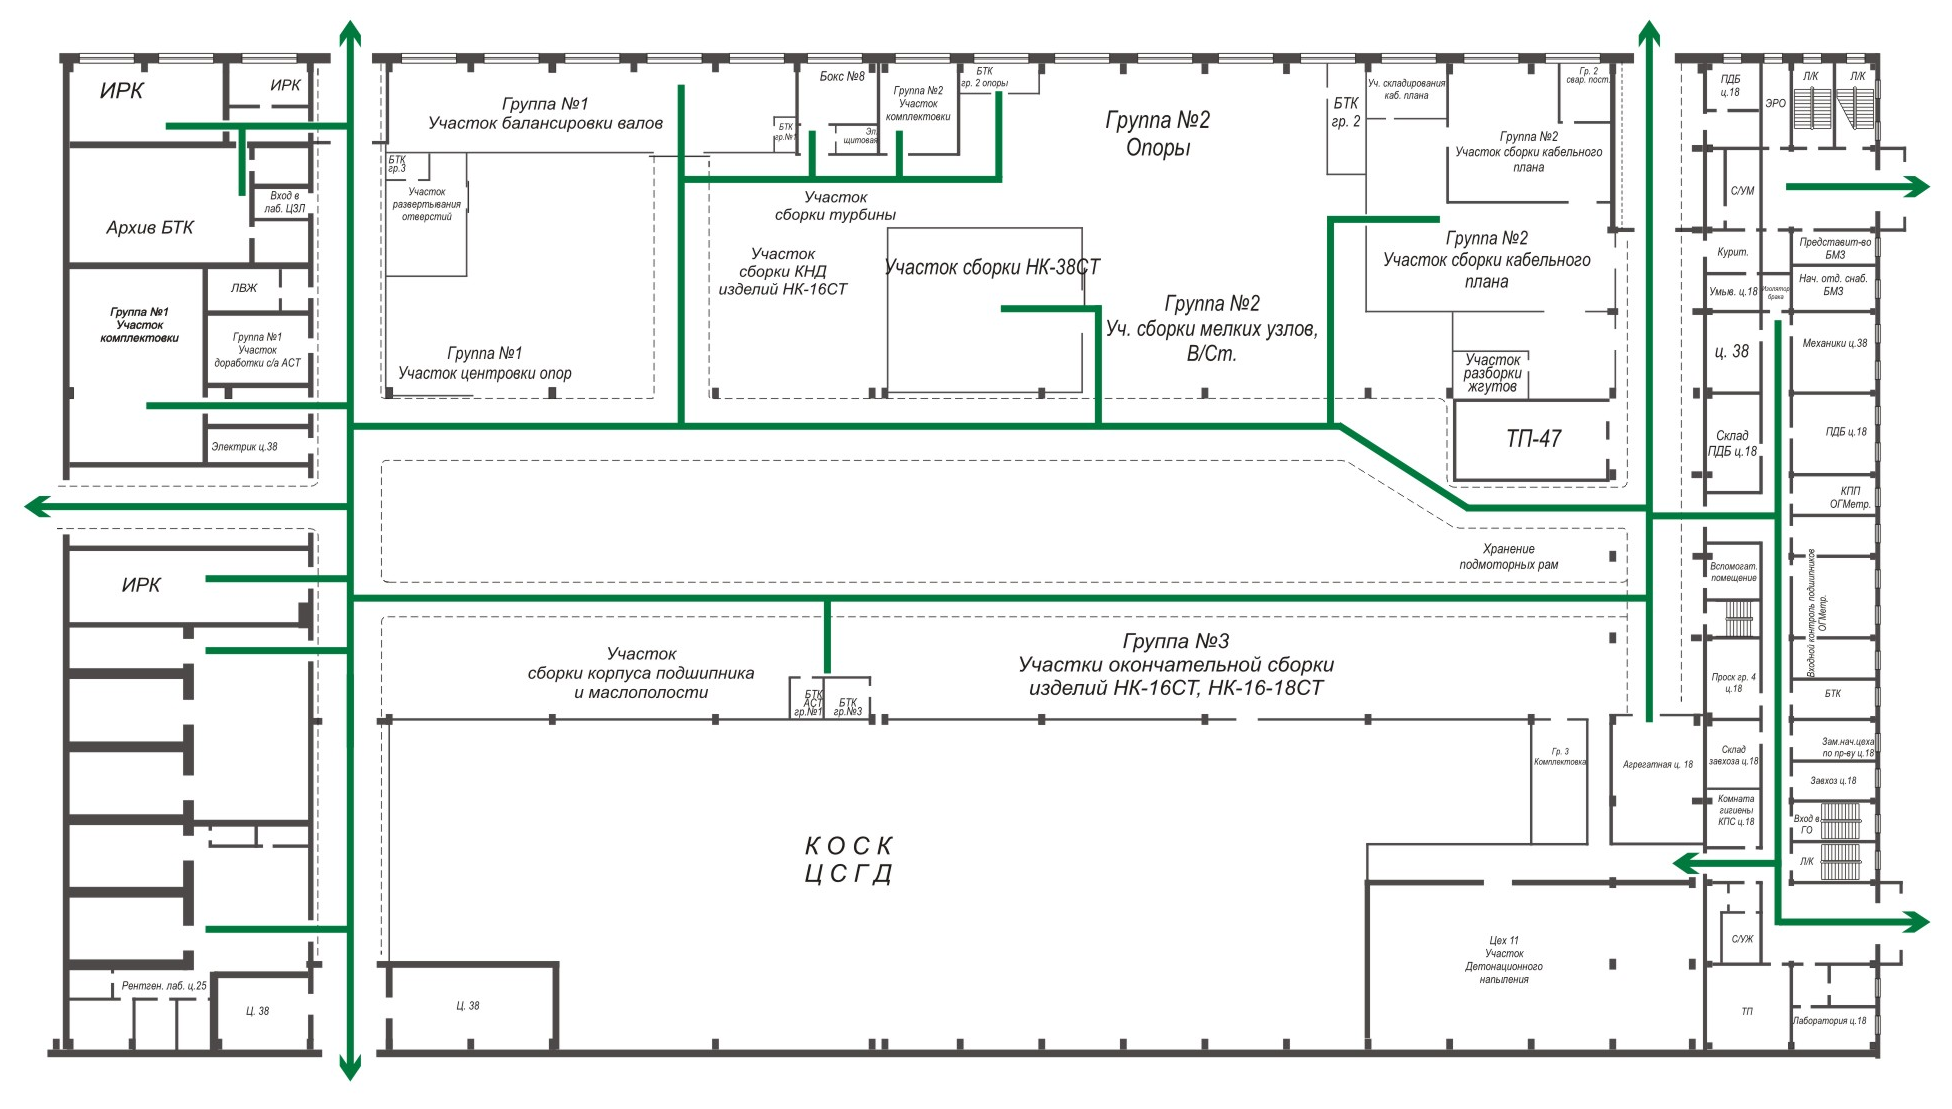 ИРК
ИРК
Архив БТК
Вход в
лаб. ЦЗЛ
ЛВЖ
Группа №1
Участок
комплектовки
Группа №1
Участок
доработки с/а АСТ
Электрик ц.38
ИРК
Рентген. лаб. ц.25
Ц. 38
Группа №1
Участок балансировки валов
БТК
гр.№1
Бокс №8
Эл.
щитовая
Группа №2
Участок
комплектовки
БТК
гр. 2 опоры
Группа №2
Опоры
БТК
гр. 2
Уч. складирования
каб. плана
Гр. 2
свар. пост.
Группа №2
Участок сборки кабельного
плана
БТК
гр.3
Участок
развертывания
отверстий
Участок
сборки турбины
Участок
сборки КНД
изделий НК-16СТ
Участок сборки НК-38СТ
Группа №2
Уч. сборки мелких узлов,
В/Ст.
Группа №2
Участок сборки кабельного
плана
Группа №1
Участок центровки опор
Участок
разборки
жгутов
ТП-47
Хранение
подмоторных рам
Участок
сборки корпуса подшипника
и маслополости
БТК
АСТ
гр.№1
БТК
гр.№3
Группа №3
Участки окончательной сборки
изделий НК-16СТ, НК-16-18СТ
Гр. 3
Комплектовка
Агрегатная ц. 18
К О С К
Ц С Г Д
Ц. 38
Цех 11
Участок
Детонационного
напыления
ПДБ
ц.18
ЭРО
Л/К
Л/К
С/УМ
Курит.
Представит-во
БМЗ
Умыв. ц.18
Изолятор
брака
Нач. отд. снаб.
БМЗ
ц. 38
Механики ц.38
Склад
ПДБ ц.18
ПДБ ц.18
КПП
ОГМетр.
Вспомогат.
помещение
Входной контроль подшипников
ОГМетр.
Проск гр. 4
ц.18
БТК
Склад
завхоза ц.18
Зам.нач.цеха
по пр-ву ц.18
Завхоз ц.18
Комната
гигиены
КПС ц.18
Вход в
ГО
Л/К
С/УЖ
ТП
Лаборатория ц.18